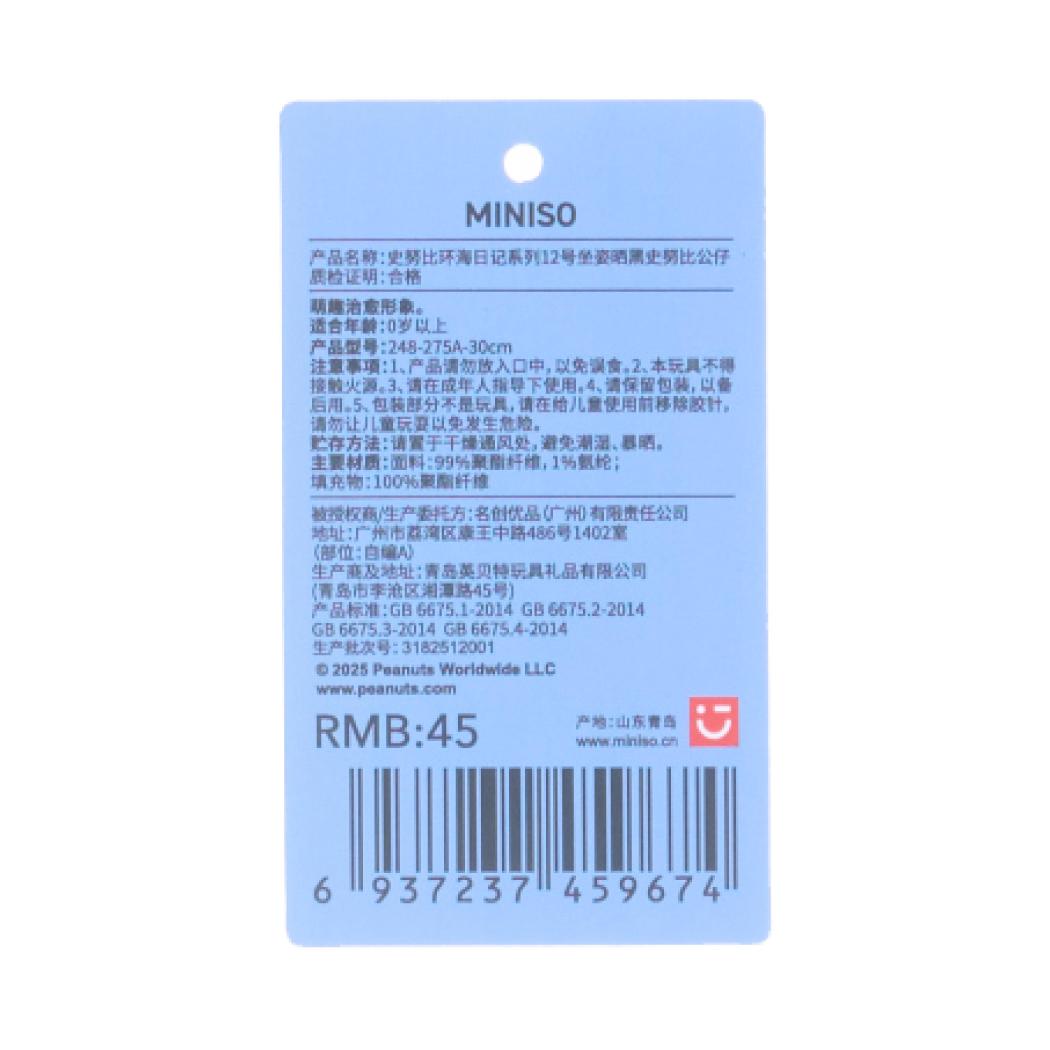 MINISO
产品名称:史努比环海日记系列12号坐姿晒黑史努比公仔
质检证明:合格
萌趣治愈形象。
适合年龄:0岁以上
产品型号:248-275A-30cm
注意事项:1、产品请勿放入口中,以免误食。2、本玩具不得
接触火源。3、请在成年人指导下使用。4、请保留包装,以备
后用。5、包装部分不是玩具,请在给儿童使用前移除胶针,
请勿让儿童玩耍以免发生危险。
贮存方法:请置于干燥通风处,避免潮湿、暴晒。
主要材质:面料:99%聚酯纤维,1%氨纶;
填充物:100%聚酯纤维
被授权商/生产委托方:名创优品(广州)有限责任公司
地址:广州市荔湾区康王中路486号1402室
(部位:自编A)
生产商及地址:青岛英贝特玩具礼品有限公司
(青岛市李沧区湘潭路45号)
产品标准:GB 6675.1-2014 GB 6675.2-2014
GB 6675.3-2014 GB 6675.4-2014
生产批次号:3182512001
© 2025 Peanuts Worldwide LLC
www.peanuts.com
RMB:45
产地:山东青岛
www.miniso.cn
6 937237 459674